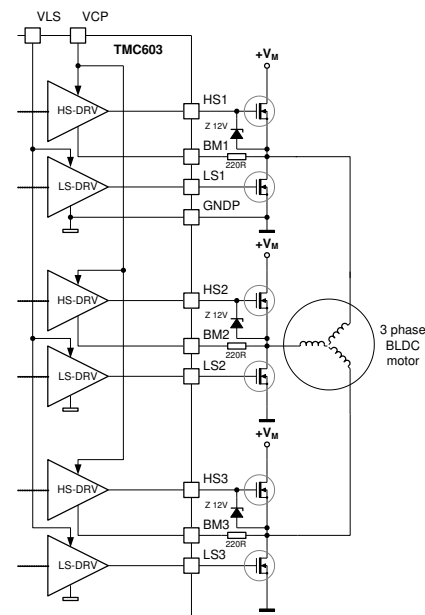 VLS VCP
TMC603
+VM
HS-DRV
HS1
Z 12V
BM1
220R
LS-DRV
LS1
GNDP
+VM
HS-DRV
HS2
Z 12V
BM2
220R
LS-DRV
LS2
3 phase
BLDC
motor
+VM
HS-DRV
HS3
Z 12V
BM3
220R
LS-DRV
LS3